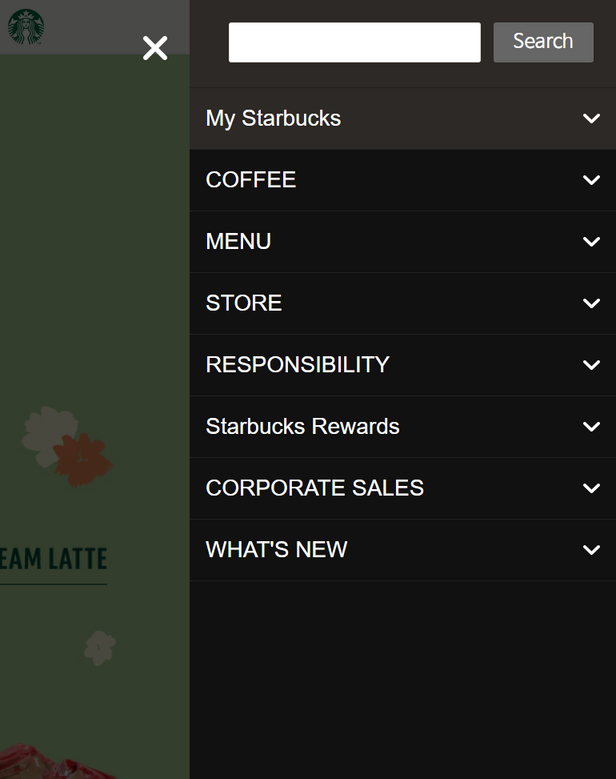 Search
My Starbucks
COFFEE
MENU
STORE
RESPONSIBILITY
Starbucks Rewards
CORPORATE SALES
WHAT'S NEW
EAM LATTE